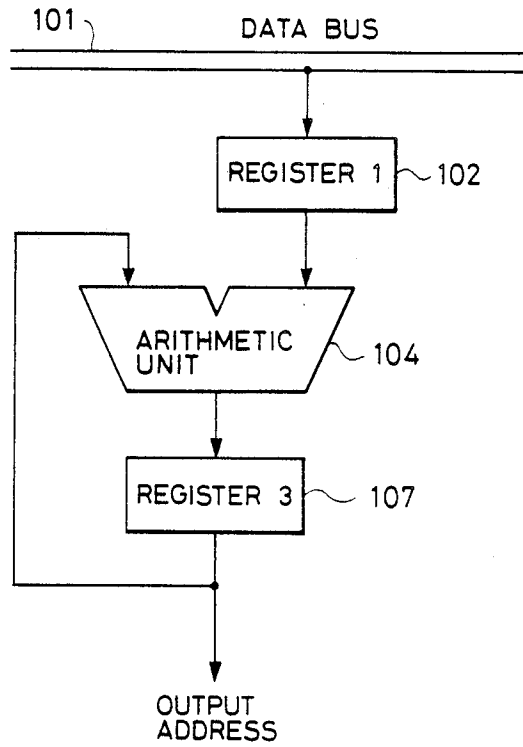 101
DATA BUS
REGISTER 1
102
ARITHMETIC
UNIT
104
REGISTER 3
107
OUTPUT
ADDRESS